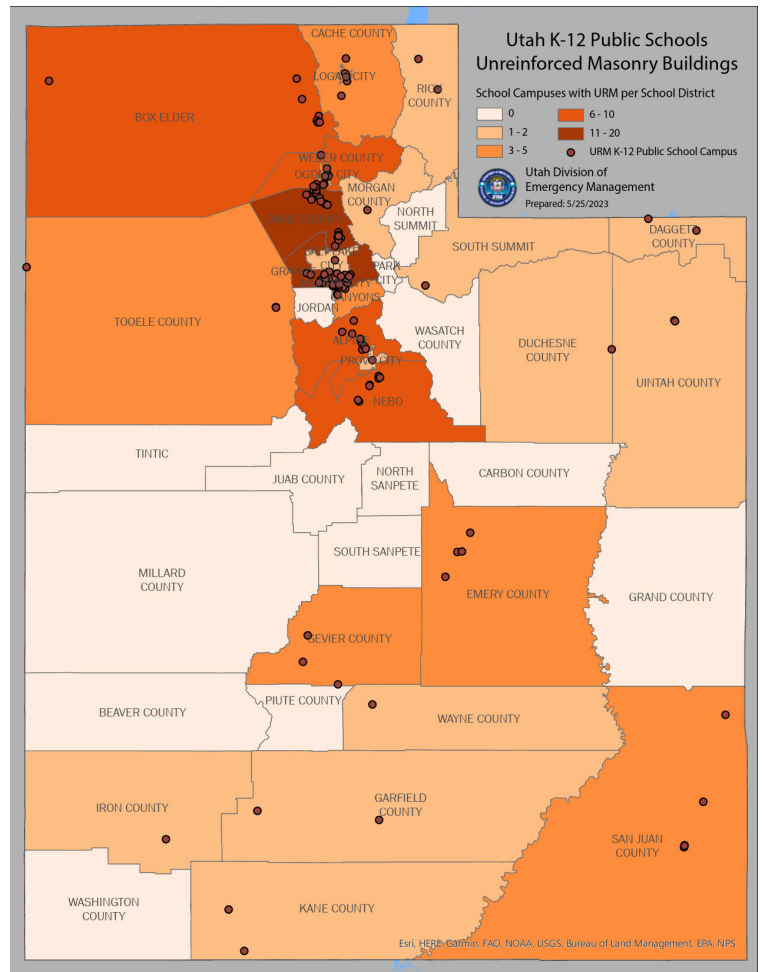 Utah K-12 Public Schools
Unreinforced Masonry Buildings
School Campuses with URM per School District
0
6 - 10
1 - 2
11 - 20
3 - 5
URM K-12 Public School Campus
Utah Division of
Emergency Management
Prepared: 5/25/2023
CACHE COUNTY
LOGAN CITY
RICH
COUNTY
BOX ELDER
WEBER COUNTY
OGDEN CITY
MORGAN
COUNTY
NORTH
SUMMIT
DAGGETT
COUNTY
SOUTH SUMMIT
PARK
CITY
CANYONS
JORDAN
TOOELE COUNTY
WASATCH
COUNTY
DUCHESNE
COUNTY
ALPINE
PROVO CITY
UINTAH COUNTY
NEBO
TINTIC
JUAB COUNTY
NORTH
SANPETE
CARBON COUNTY
SOUTH SANPETE
MILLARD
COUNTY
EMERY COUNTY
GRAND COUNTY
SEVIER COUNTY
PIUTE COUNTY
BEAVER COUNTY
WAYNE COUNTY
IRON COUNTY
GARFIELD
COUNTY
SAN JUAN
COUNTY
WASHINGTON
COUNTY
KANE COUNTY
Esri, HERE, Garmin, FAO, NOAA, USGS, Bureau of Land Management, EPA, NPS